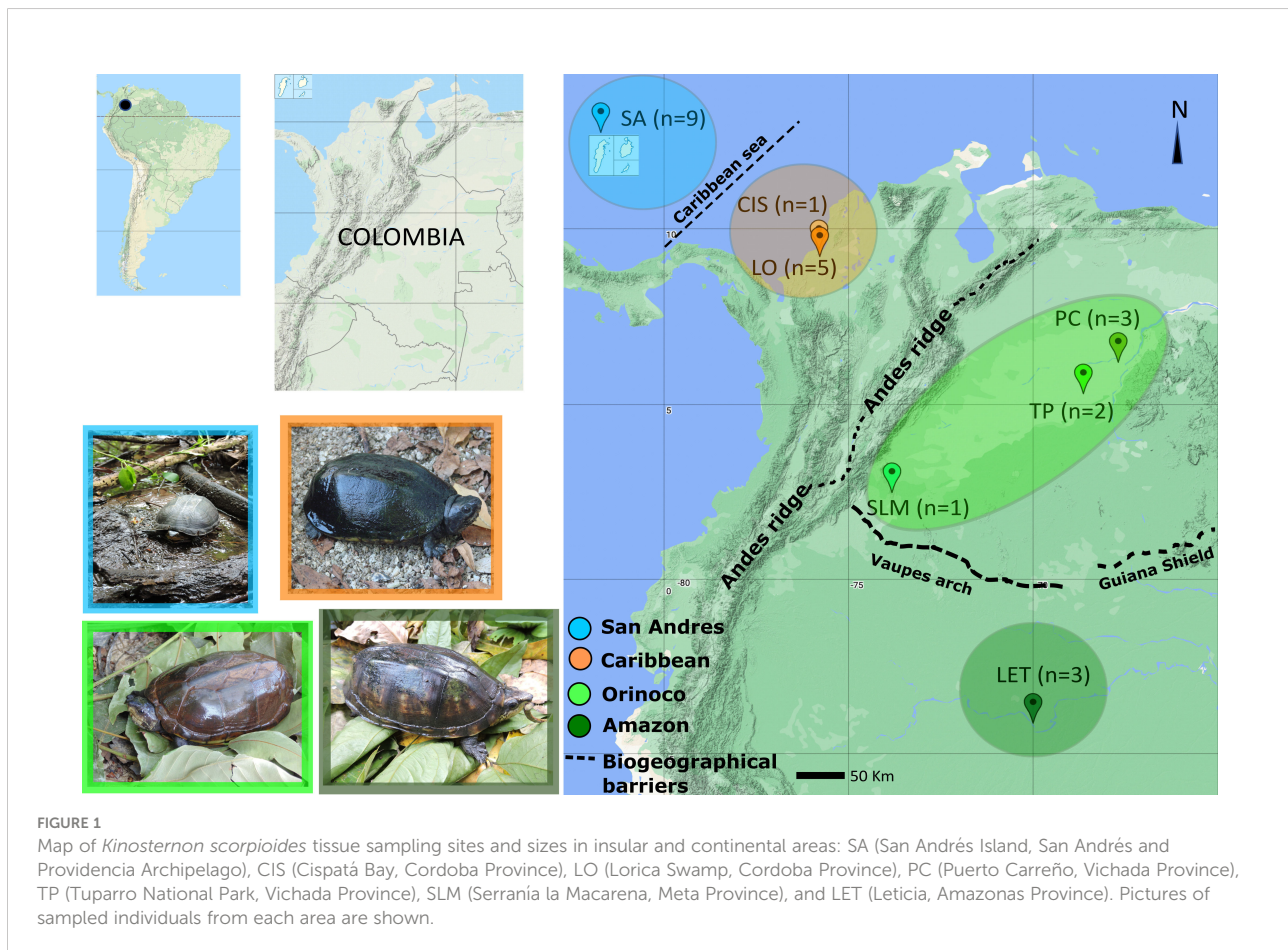 COLOMBIA
N
SA (n=9)
Caribbean sea
CIS (n=1)
10
LO (n=5)
Andes ridge
PC (n=3)
5
TP (n=2)
SLM (n=1)
Andes ridge
Vaupes arch
Guiana Shield
-80
-75
-70
0
San Andres
Caribbean
Orinoco
Amazon
Biogeographical
barriers
LET (n=3)
50 Km
FIGURE 1
Map of Kinosternon scorpioides tissue sampling sites and sizes in insular and continental areas: SA (San Andrés Island, San Andrés and
Providencia Archipelago), CIS (Cispatá Bay, Cordoba Province), LO (Lorica Swamp, Cordoba Province), PC (Puerto Carreño, Vichada Province),
TP (Tuparro National Park, Vichada Province), SLM (Serranía la Macarena, Meta Province), and LET (Leticia, Amazonas Province). Pictures of
sampled individuals from each area are shown.